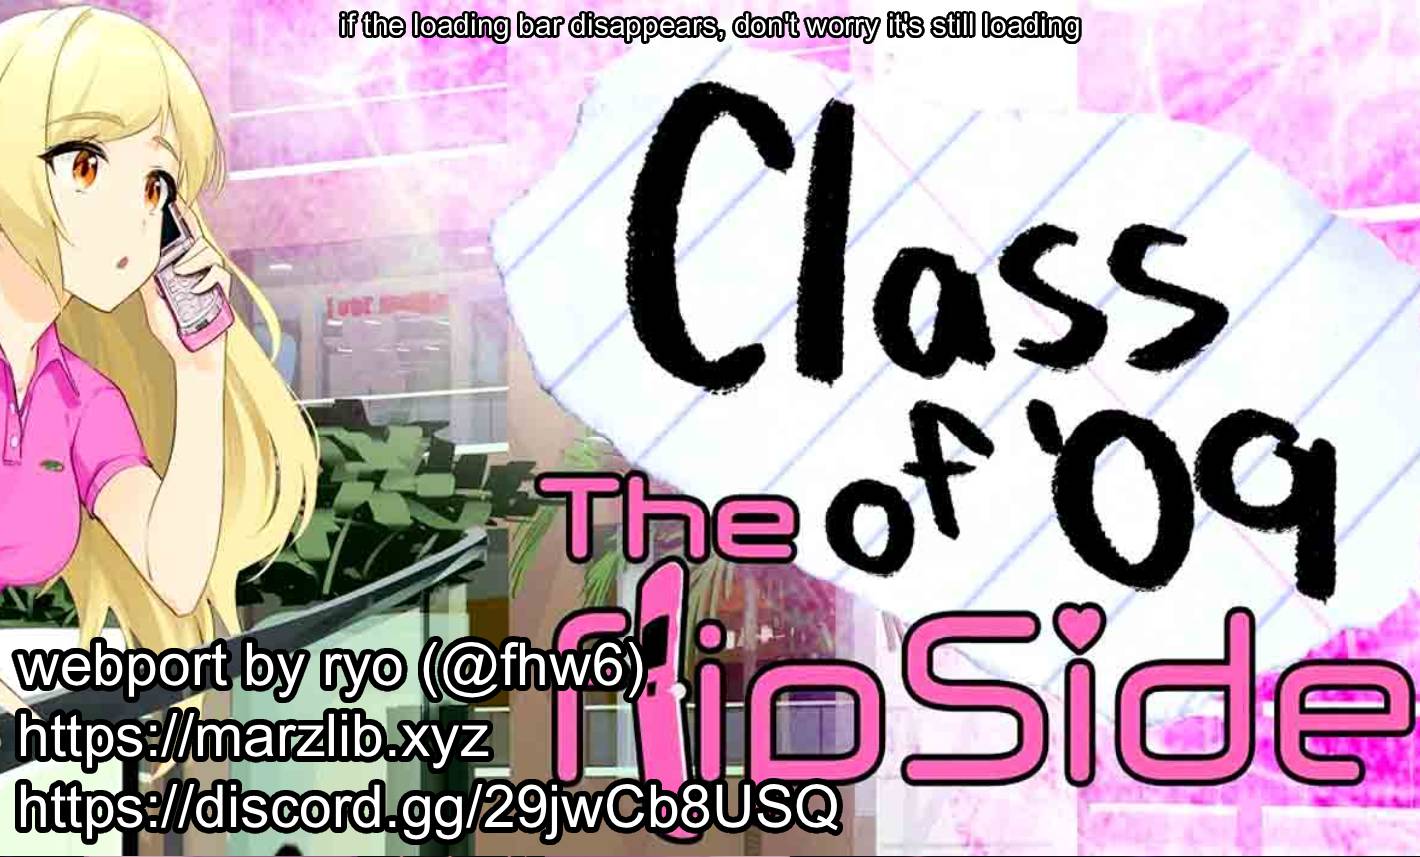 if the loading bar disappears, don't worry it's still loading
Class
of '09
The
flipSide
webport by ryo (@fhw6)
https://marzlib.xyz
https://discord.gg/29jwCb8USQ